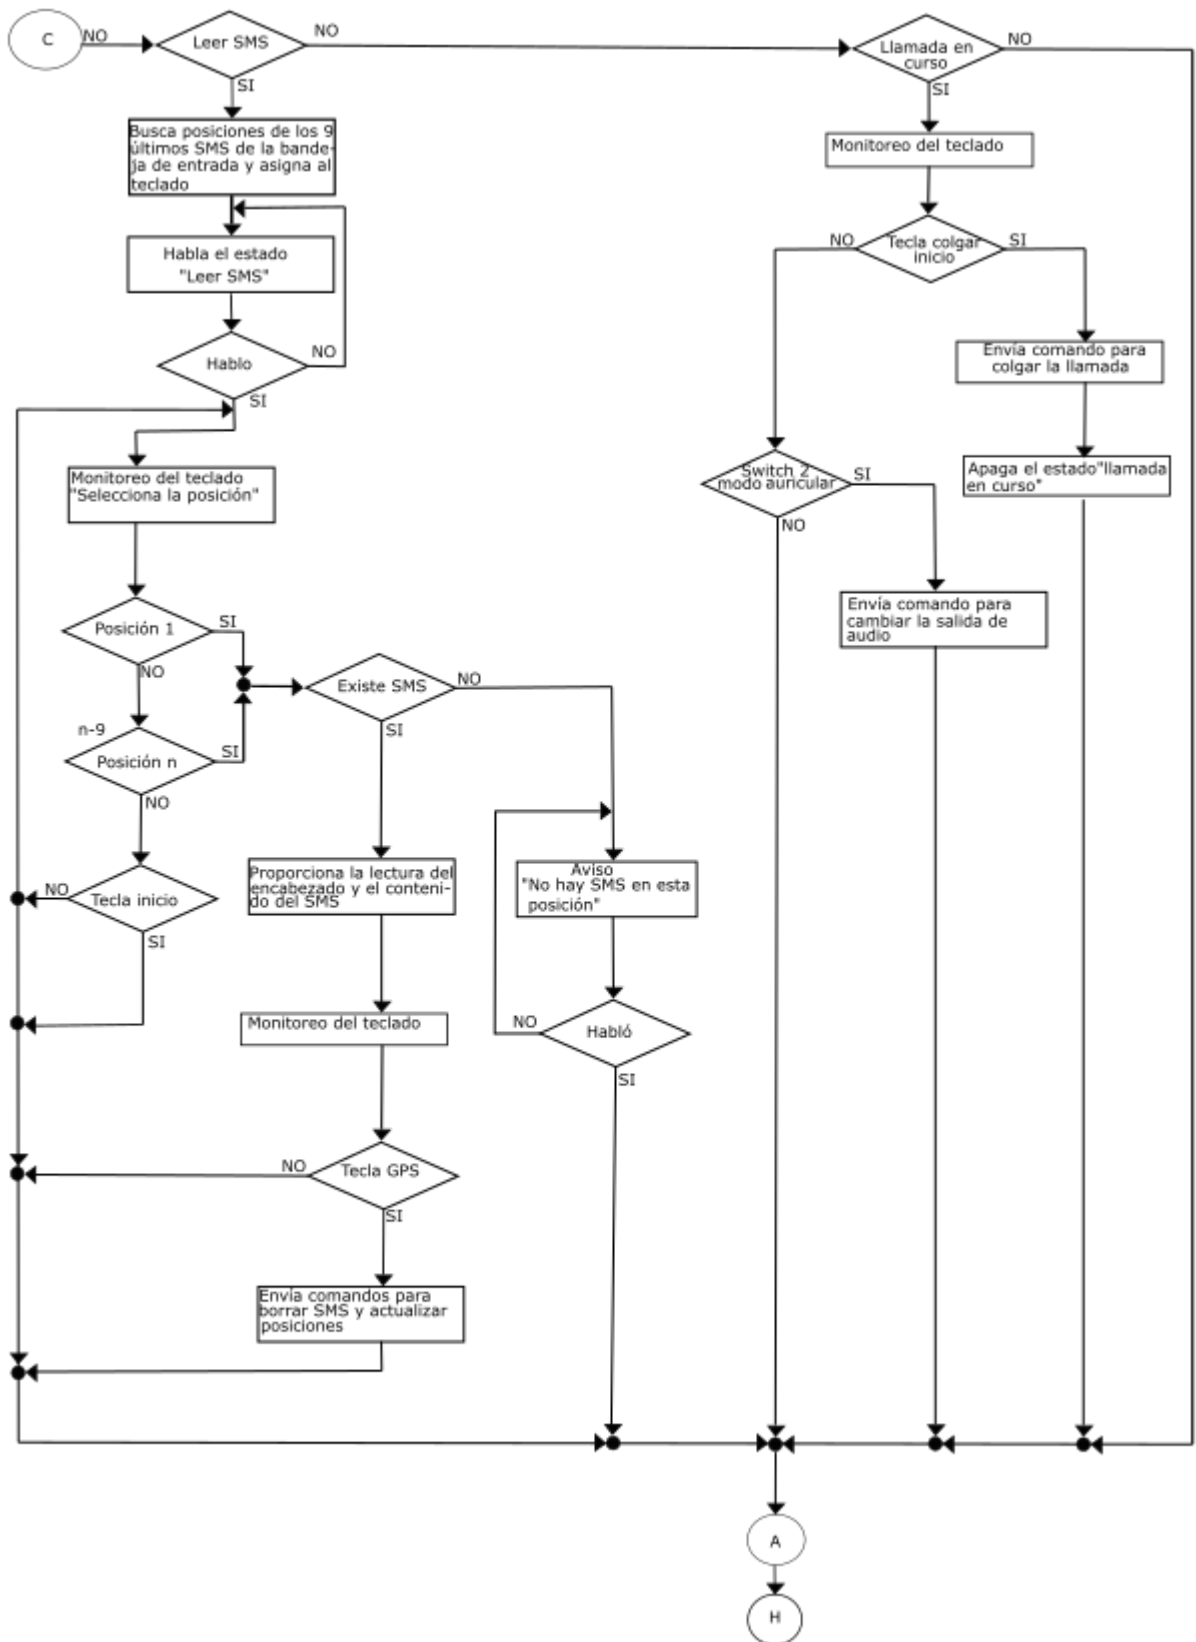 C
NO
Leer SMS
NO
SI
Busca posiciones de los 9
últimos SMS de la bande-
ja de entrada y asigna al
teclado
Habla el estado
"Leer SMS"
Hablo
NO
SI
Monitoreo del teclado
"Selecciona la posición"
Posición 1
SI
NO
n-9
Posición n
SI
NO
Tecla inicio
NO
SI
Existe SMS
NO
SI
Proporciona la lectura del
encabezado y el conteni-
do del SMS
Monitoreo del teclado
Tecla GPS
NO
SI
Envía comandos para
borrar SMS y actualizar
posiciones
Aviso
"No hay SMS en esta
posición"
Habló
NO
SI
Llamada en
curso
NO
SI
Monitoreo del teclado
Tecla colgar
inicio
NO
SI
Envía comando para
colgar la llamada
Apaga el estado"llamada
en curso"
Switch 2
modo auricular
SI
NO
Envía comando para
cambiar la salida de
audio
A
H